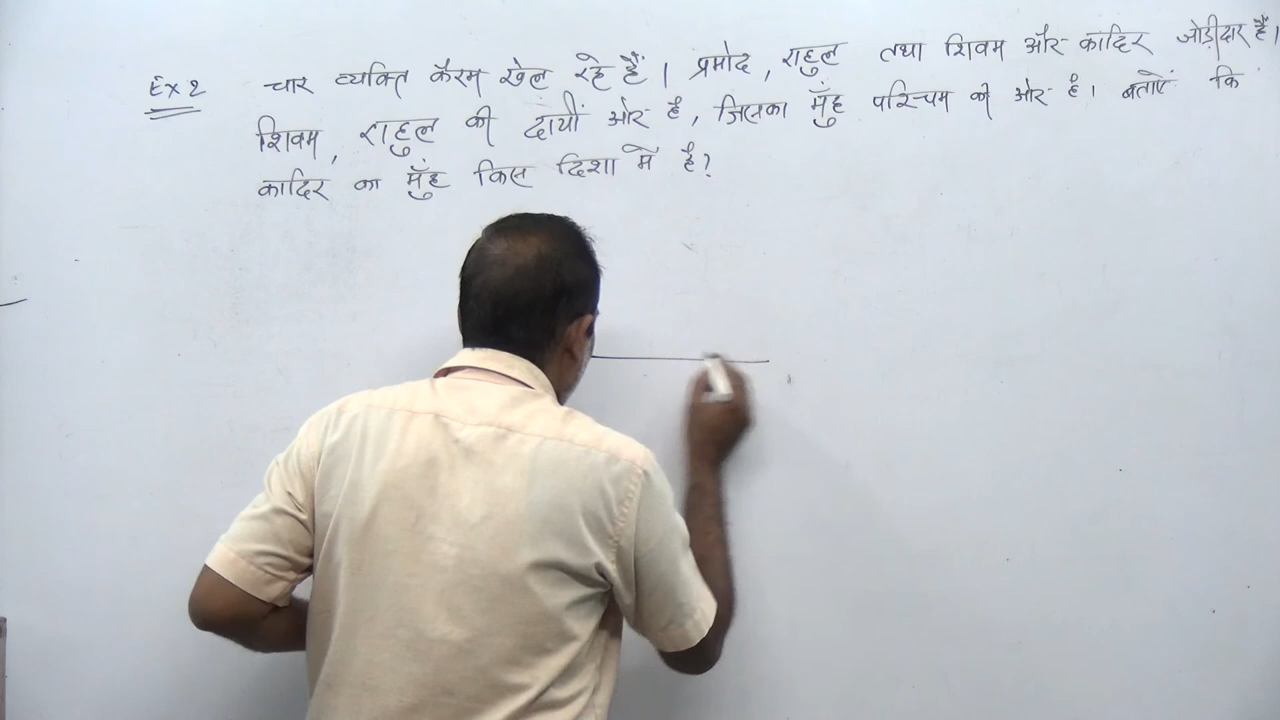 Ex 2 चार व्यक्ति कैरम खेल रहे हैं। प्रमोद, राहुल तथा शिवम और कादिर जोड़ीदार हैं।
शिवम, राहुल की दायीं ओर है, जिसका मुँह पश्चिम की ओर है। बताएं कि
कादिर का मुँह किस दिशा में है?